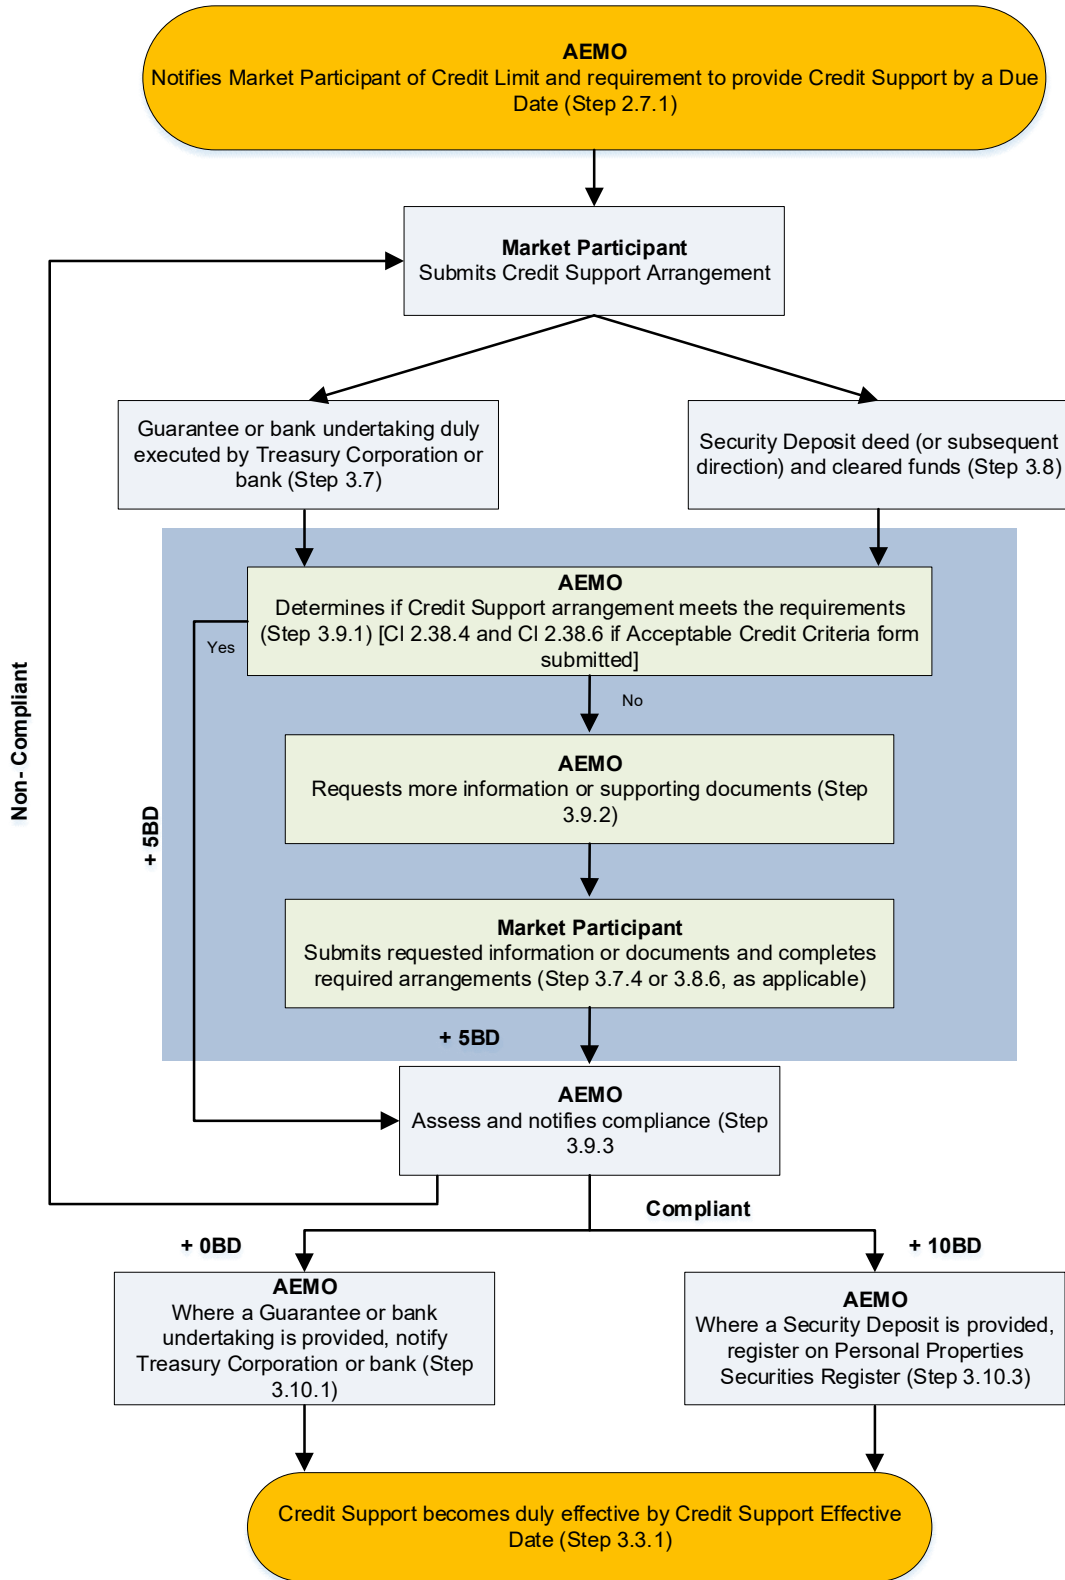 AEMO
Notifies Market Participant of Credit Limit and requirement to provide Credit Support by a Due
Date (Step 2.7.1)
Market Participant
Submits Credit Support Arrangement
Guarantee or bank undertaking duly
executed by Treasury Corporation or
bank (Step 3.7)
Security Deposit deed (or subsequent
direction) and cleared funds (Step 3.8)
AEMO
Determines if Credit Support arrangement meets the requirements
(Step 3.9.1) [Cl 2.38.4 and Cl 2.38.6 if Acceptable Credit Criteria form
submitted]
Yes
No
Non- Compliant
+ 5BD
AEMO
Requests more information or supporting documents (Step
3.9.2)
Market Participant
Submits requested information or documents and completes
required arrangements (Step 3.7.4 or 3.8.6, as applicable)
+ 5BD
AEMO
Assess and notifies compliance (Step
3.9.3
Compliant
+ 0BD
+ 10BD
AEMO
Where a Guarantee or bank
undertaking is provided, notify
Treasury Corporation or bank (Step
3.10.1)
AEMO
Where a Security Deposit is provided,
register on Personal Properties
Securities Register (Step 3.10.3)
Credit Support becomes duly effective by Credit Support Effective
Date (Step 3.3.1)